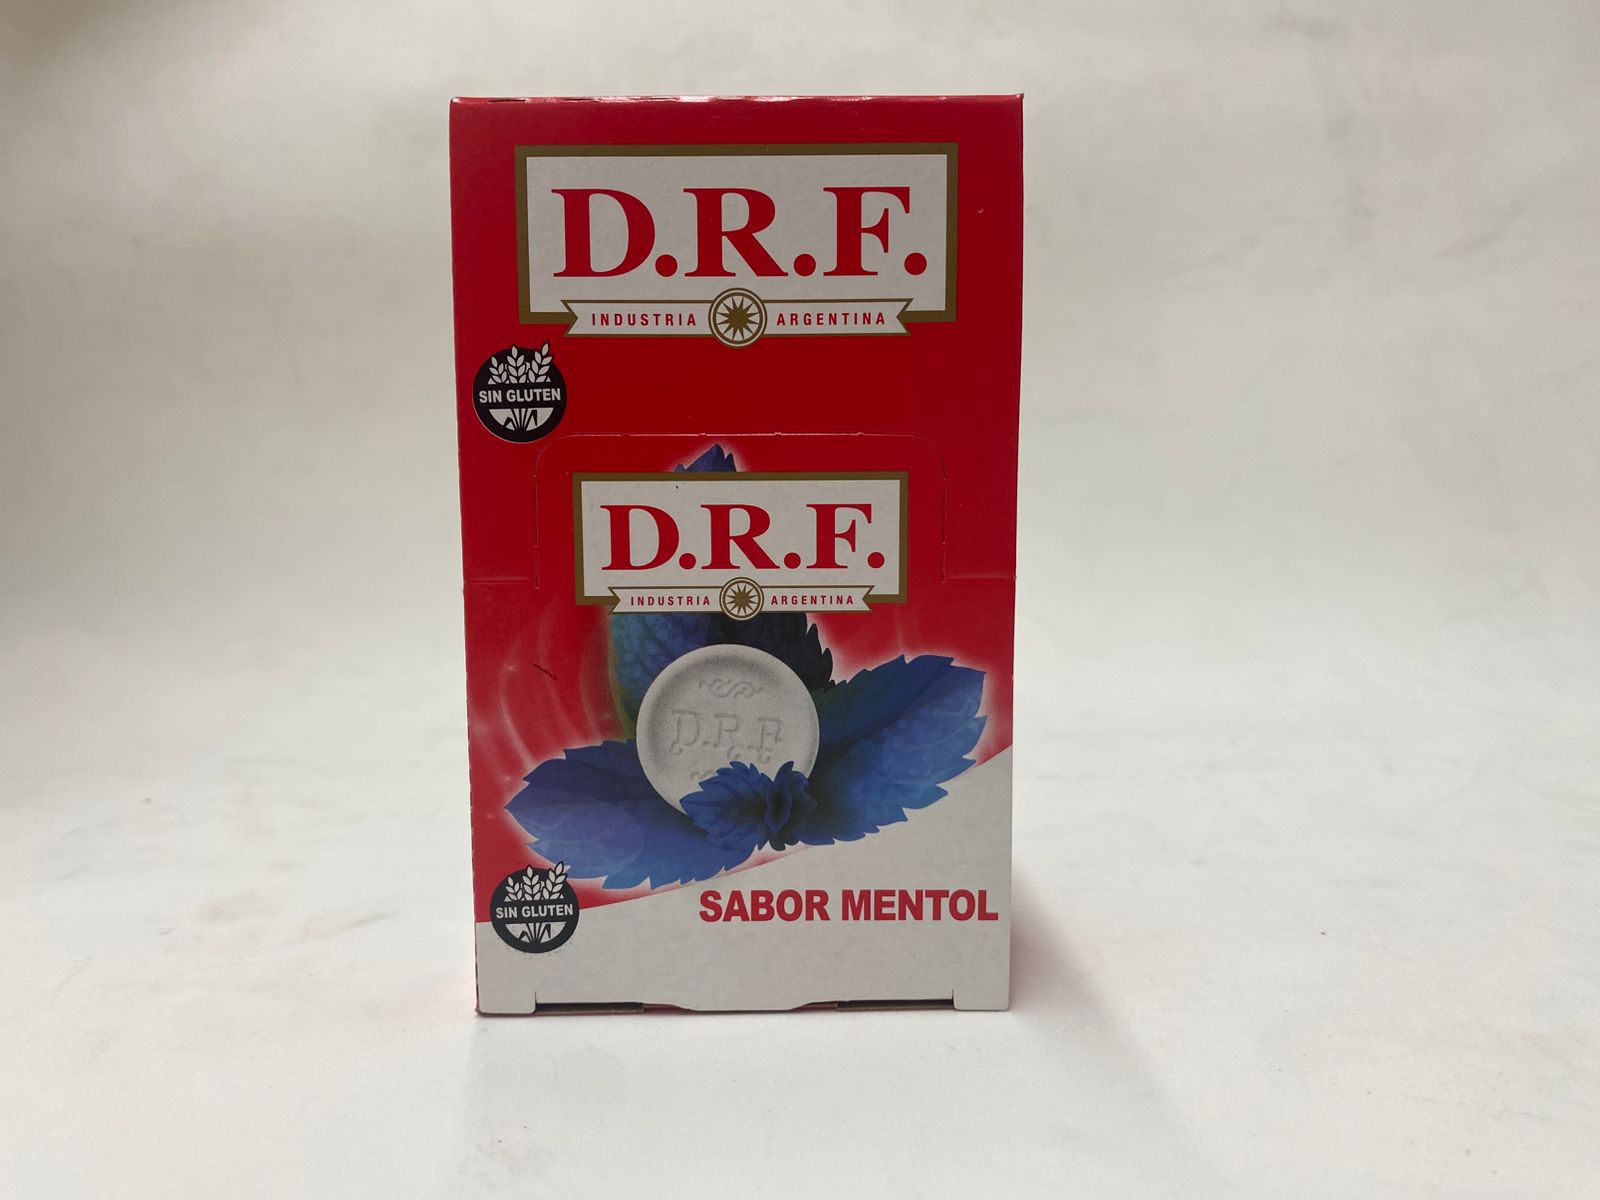 D.R.F.
INDUSTRIA ARGENTINA
SIN GLUTEN
D.R.F.
INDUSTRIA ARGENTINA
D.R.F.
SABOR MENTOL
SIN GLUTEN